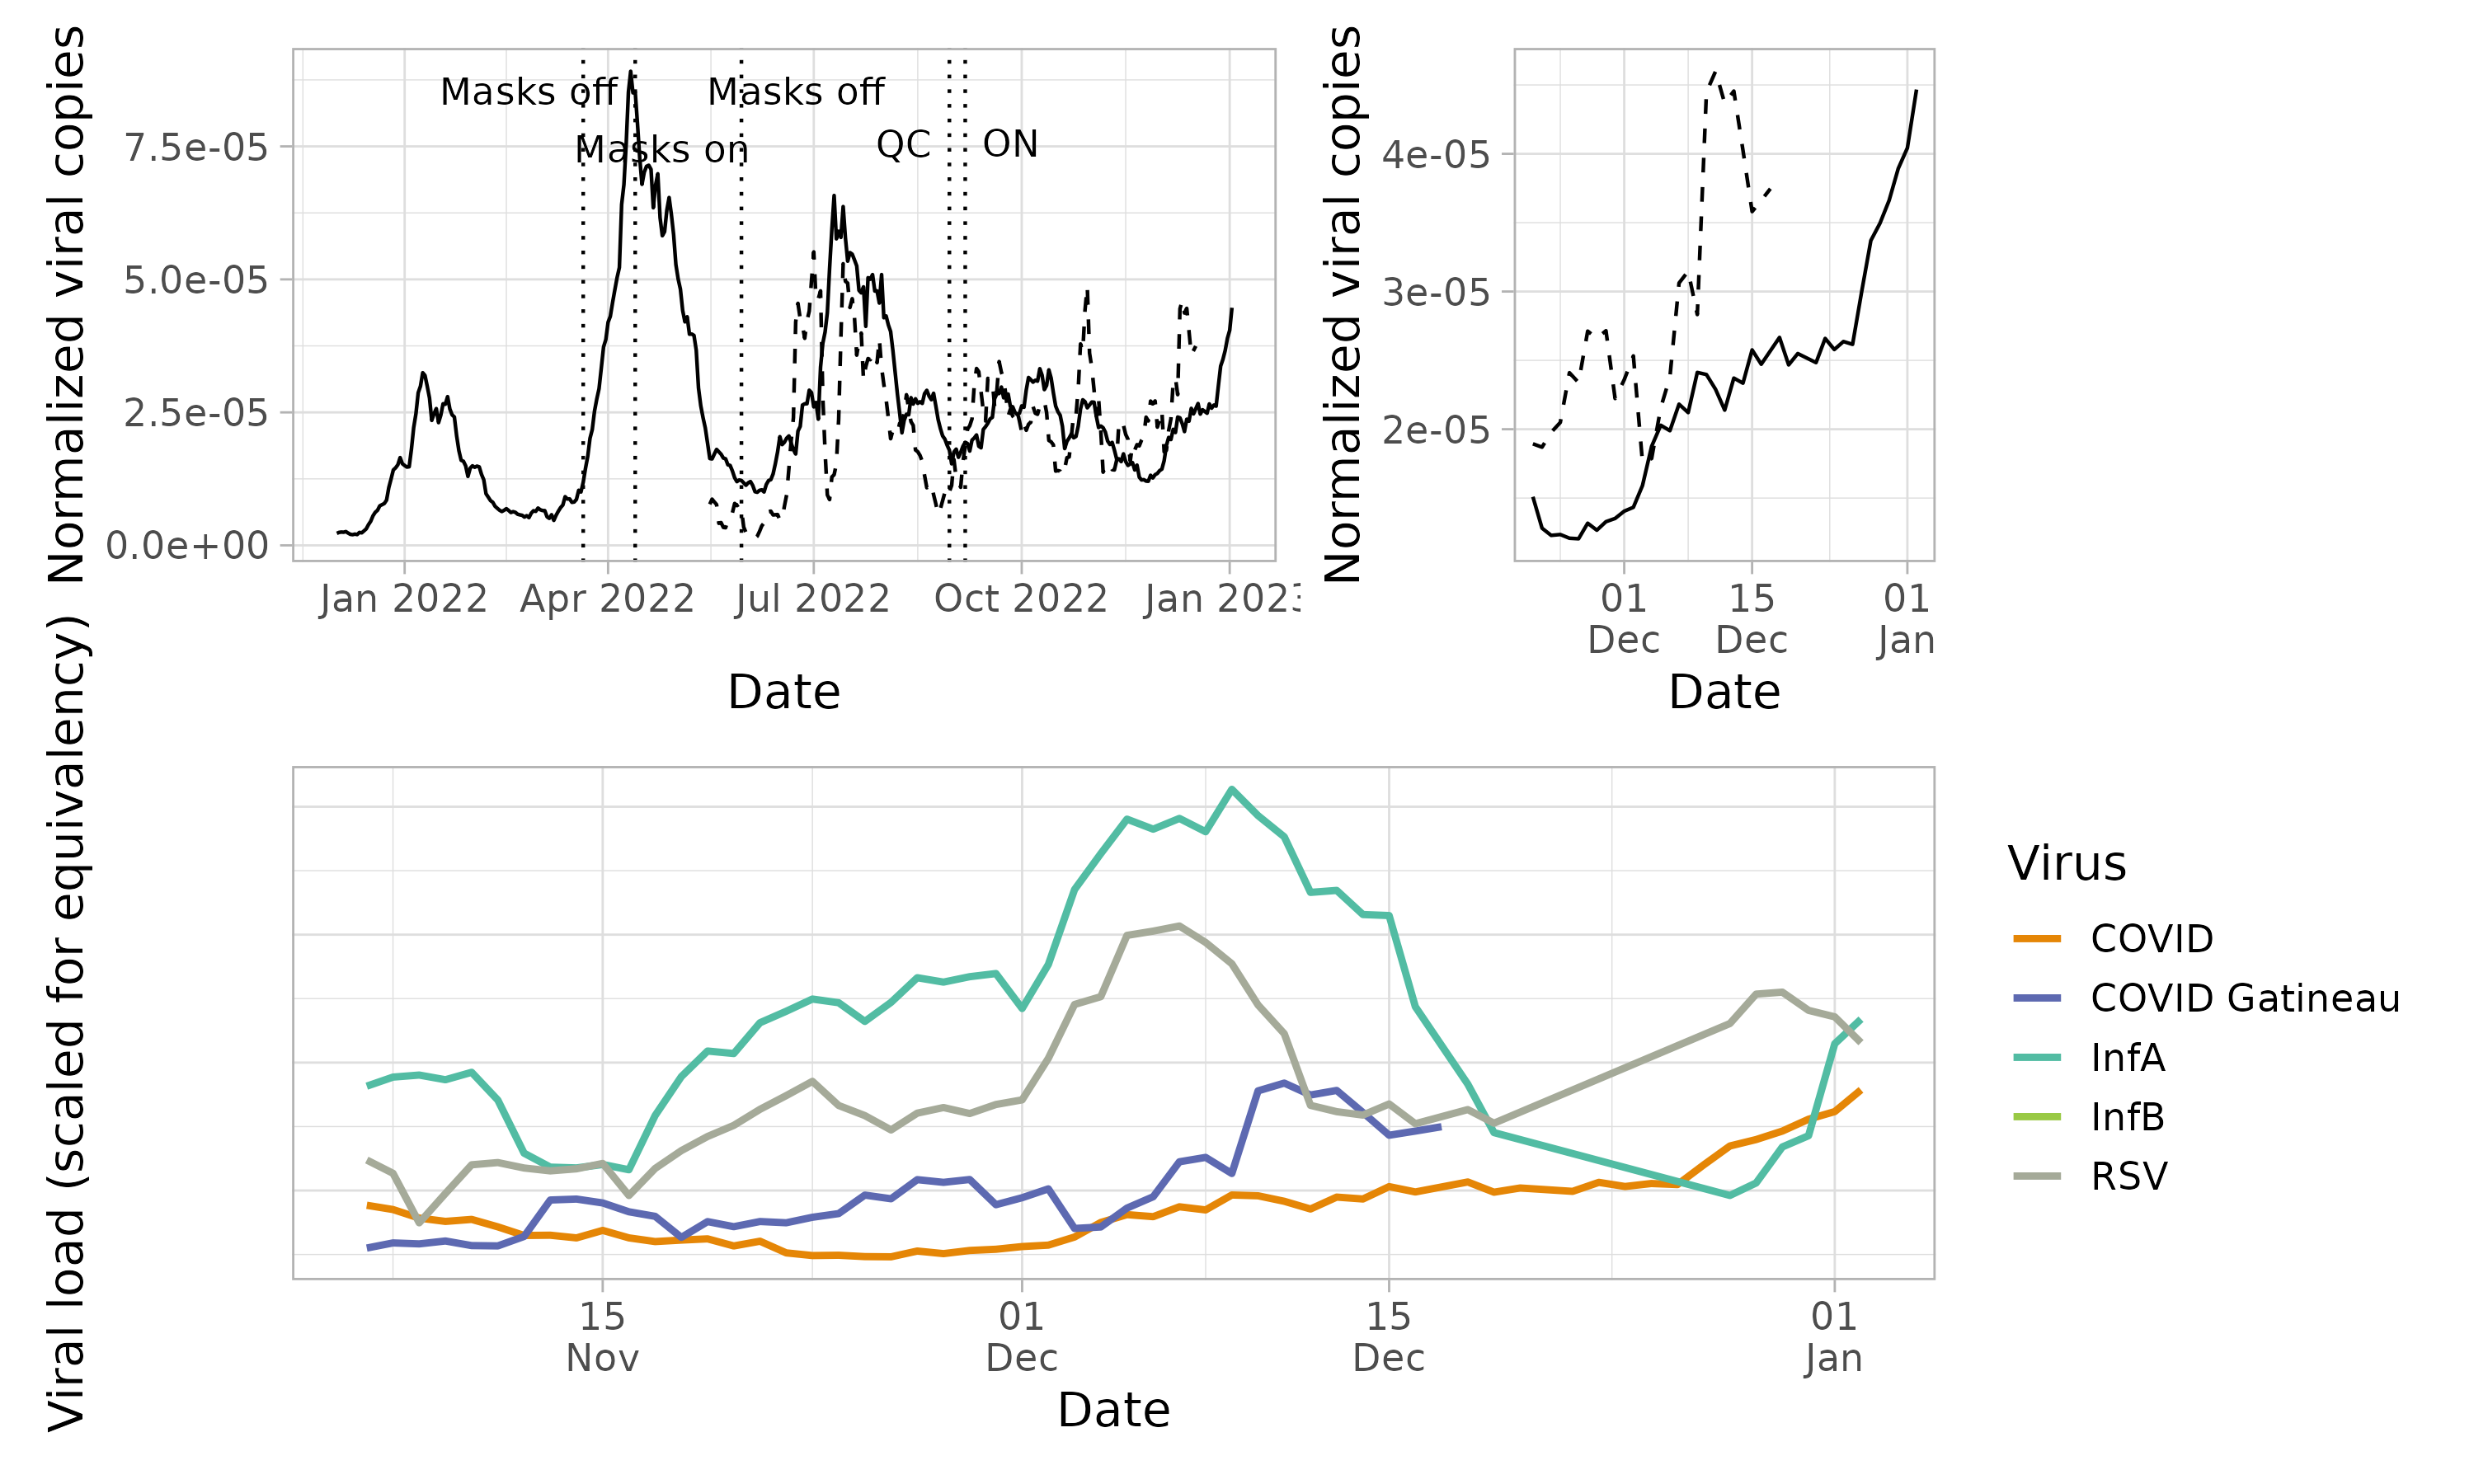 Normalized viral copies
7.5e-05
5.0e-05
2.5e-05
0.0e+00
Masks off
Masks on
Masks off
QC
ON
Jan 2022
Apr 2022
Jul 2022
Oct 2022
Jan 2023
Date
Normalized viral copies
4e-05
3e-05
2e-05
01
Dec
15
Dec
01
Jan
Date
Viral load (scaled for equivalency)
15
Nov
01
Dec
15
Dec
01
Jan
Date
Virus
COVID
COVID Gatineau
InfA
InfB
RSV